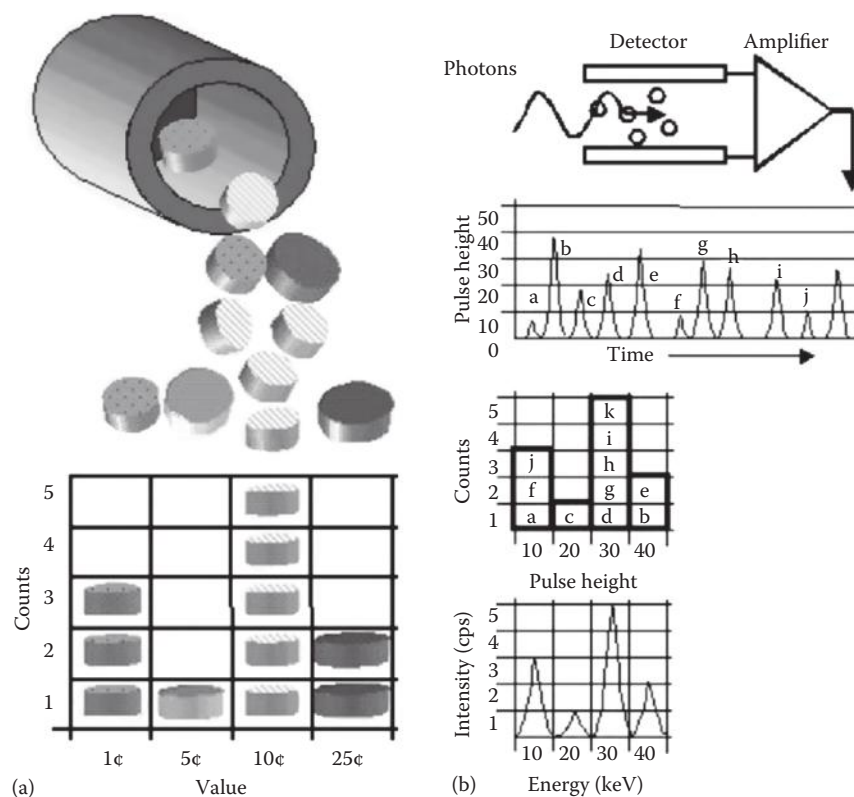 5
4
3
2
1
Counts
1¢ 5¢ 10¢ 25¢
Value
(a)
Detector Amplifier
Photons
50
40
30
20
10
0
Pulse height
a b c d e f g h i j
Time
5
4
3
2
1
Counts
k
i
j h
f g e
a c d b
10 20 30 40
Pulse height
5
4
3
2
1
Intensity (cps)
10 20 30 40
(b) Energy (keV)